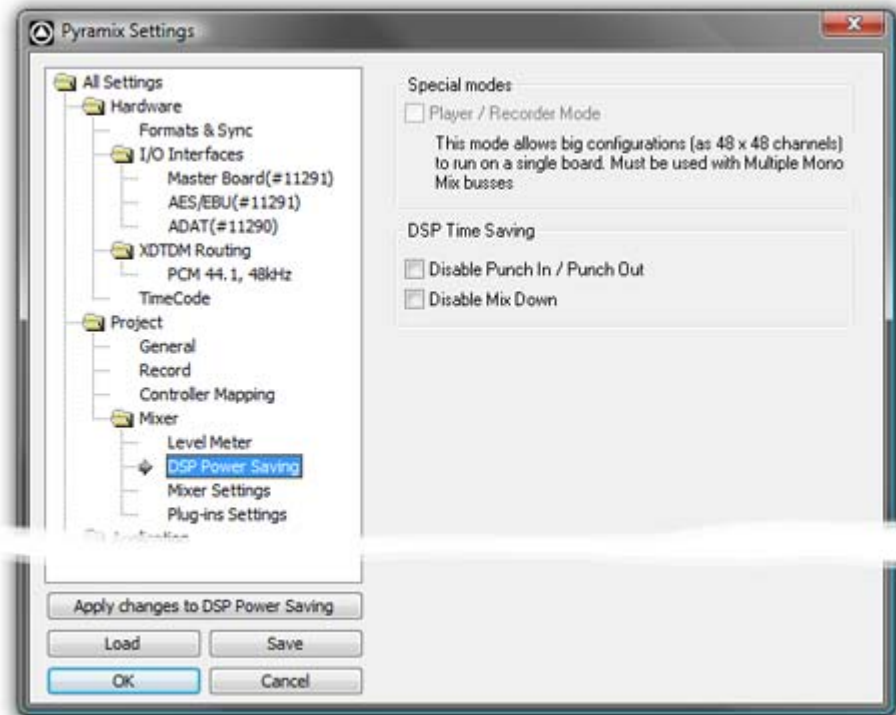 Pyramix Settings
All Settings
Hardware
Formats & Sync
I/O Interfaces
Master Board(#11291)
AES/EBU(#11291)
ADAT(#11290)
XDTDM Routing
PCM 44.1, 48kHz
TimeCode
Project
General
Record
Controller Mapping
Mixer
Level Meter
DSP Power Saving
Mixer Settings
Plug-ins Settings
Apply changes to DSP Power Saving
Load Save
OK Cancel
Special modes
Player / Recorder Mode
This mode allows big configurations (as 48 x 48 channels)
to run on a single board. Must be used with Multiple Mono
Mix busses
DSP Time Saving
Disable Punch In / Punch Out
Disable Mix Down